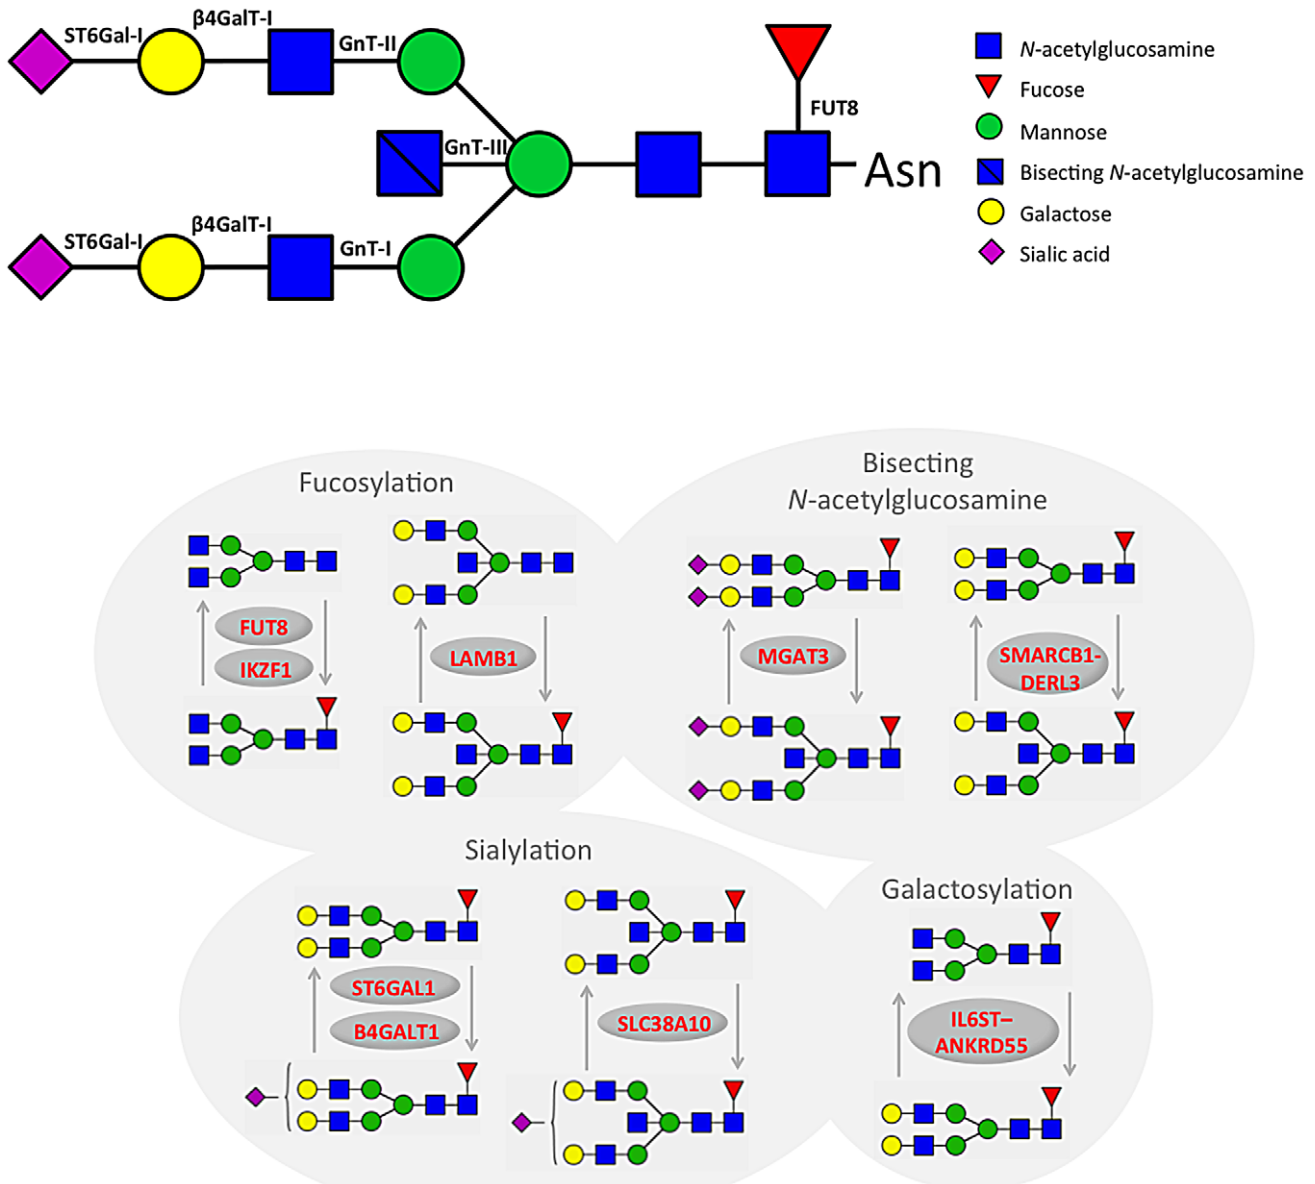 ST6Gal-I
β4GalT-I
GnT-II
GnT-III
FUT8
Asn
ST6Gal-I
β4GalT-I
GnT-I
N-acetylglucosamine
Fucose
Mannose
Bisecting N-acetylglucosamine
Galactose
Sialic acid
Fucosylation
FUT8
IKZF1
LAMB1
Bisecting
N-acetylglucosamine
MGAT3
SMARCB1-
DERL3
Sialylation
ST6GAL1
B4GALT1
SLC38A10
Galactosylation
IL6ST–
ANKRD55